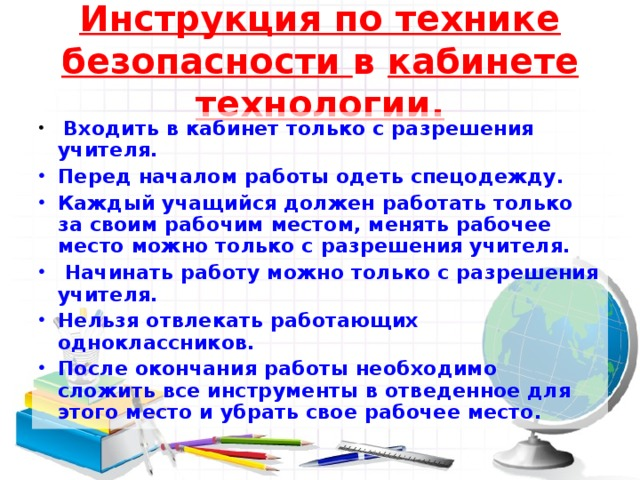 Инструкция по технике
безопасности в кабинете
технологии.
• Входить в кабинет только с разрешения
учителя.
• Перед началом работы одеть спецодежду.
• Каждый учащийся должен работать только
за своим рабочим местом, менять рабочее
место можно только с разрешения учителя.
• Начинать работу можно только с разрешения
учителя.
• Нельзя отвлекать работающих
одноклассников.
• После окончания работы необходимо
сложить все инструменты в отведенное для
этого место и убрать свое рабочее место.